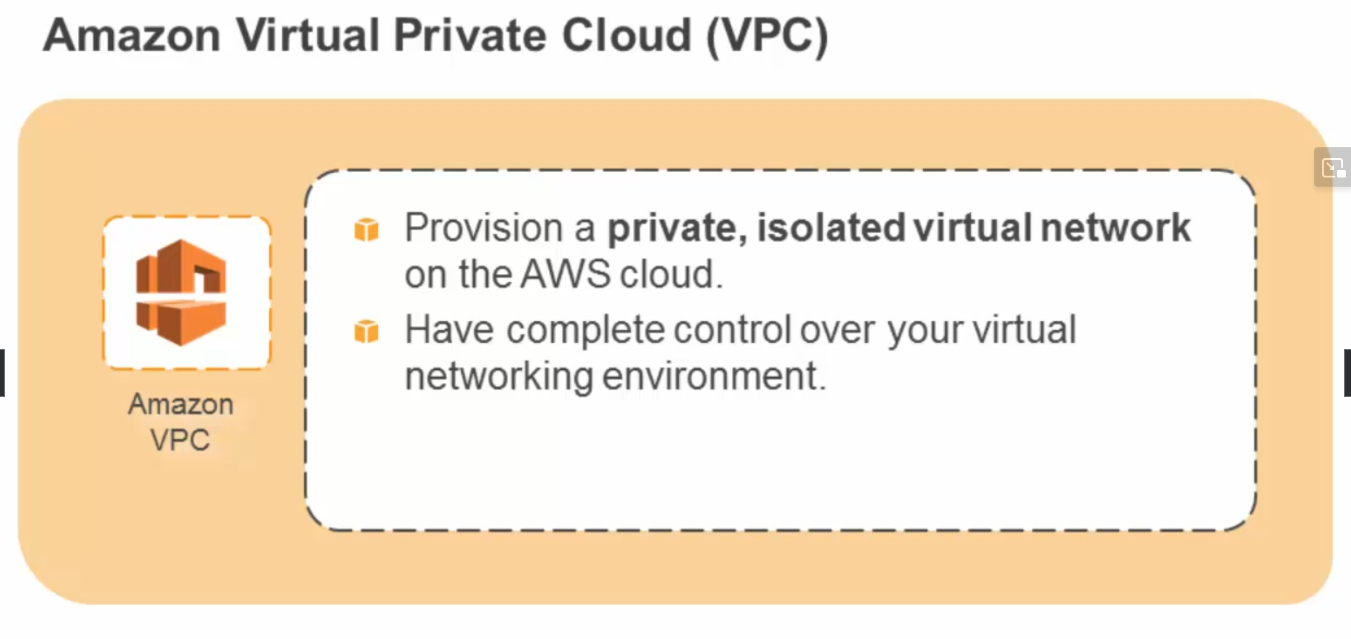 Amazon Virtual Private Cloud (VPC)
Provision a private, isolated virtual network
on the AWS cloud.
Have complete control over your virtual
networking environment.
Amazon
VPC